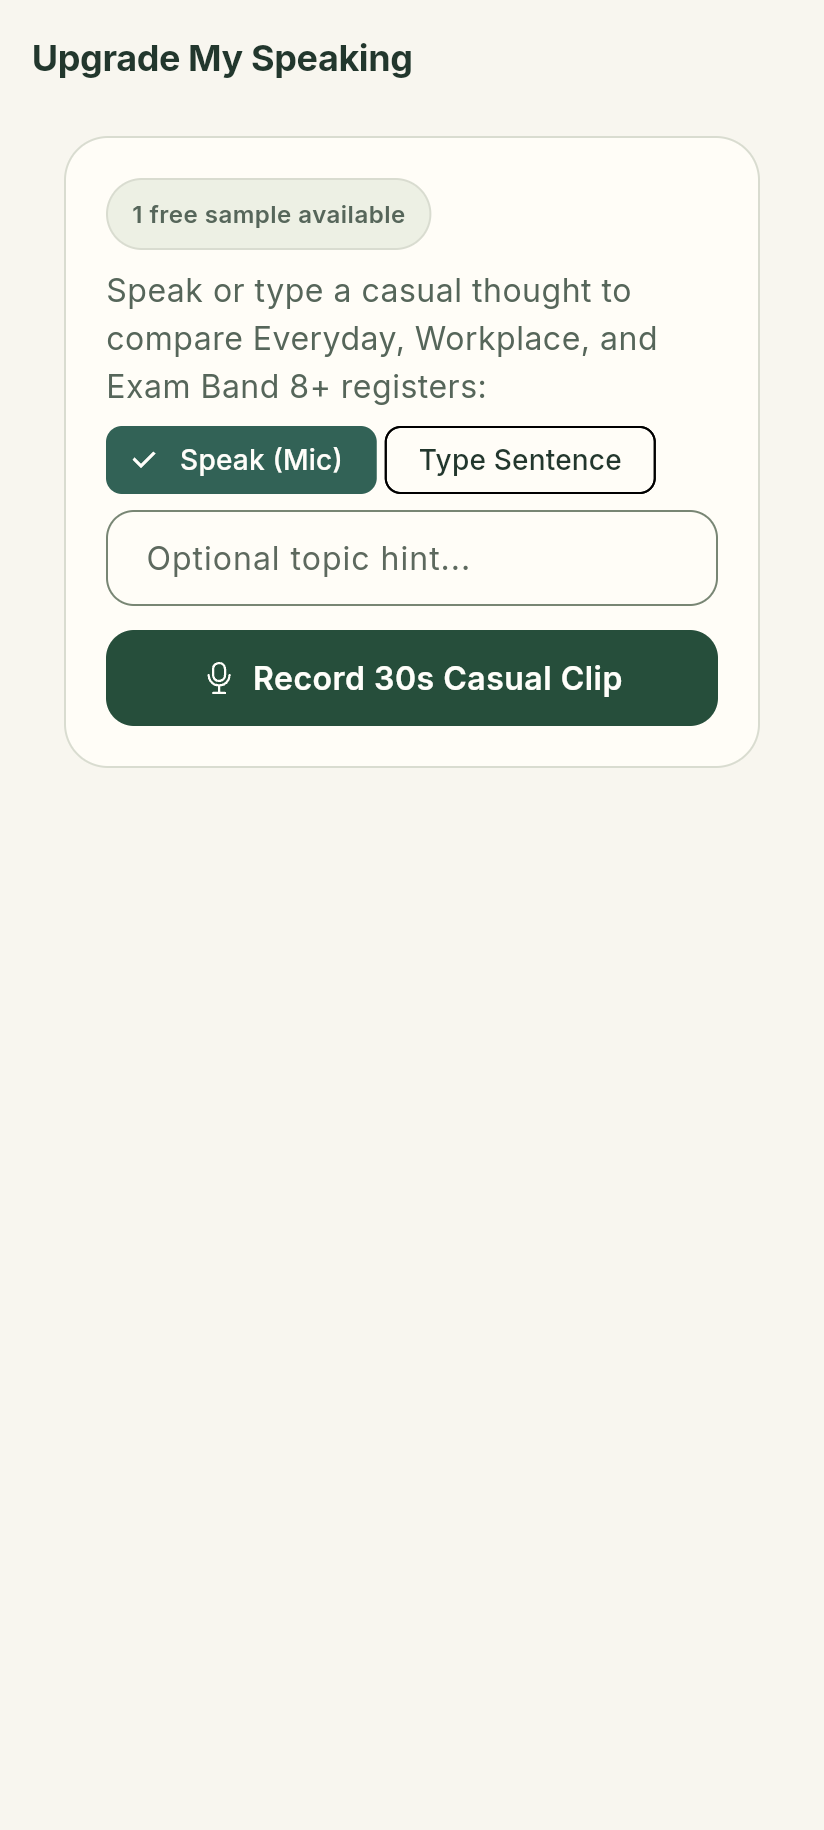 Upgrade My Speaking
1 free sample available
Speak or type a casual thought to
compare Everyday, Workplace, and
Exam Band 8+ registers:
Speak (Mic)
Type Sentence
Optional topic hint...
Record 30s Casual Clip